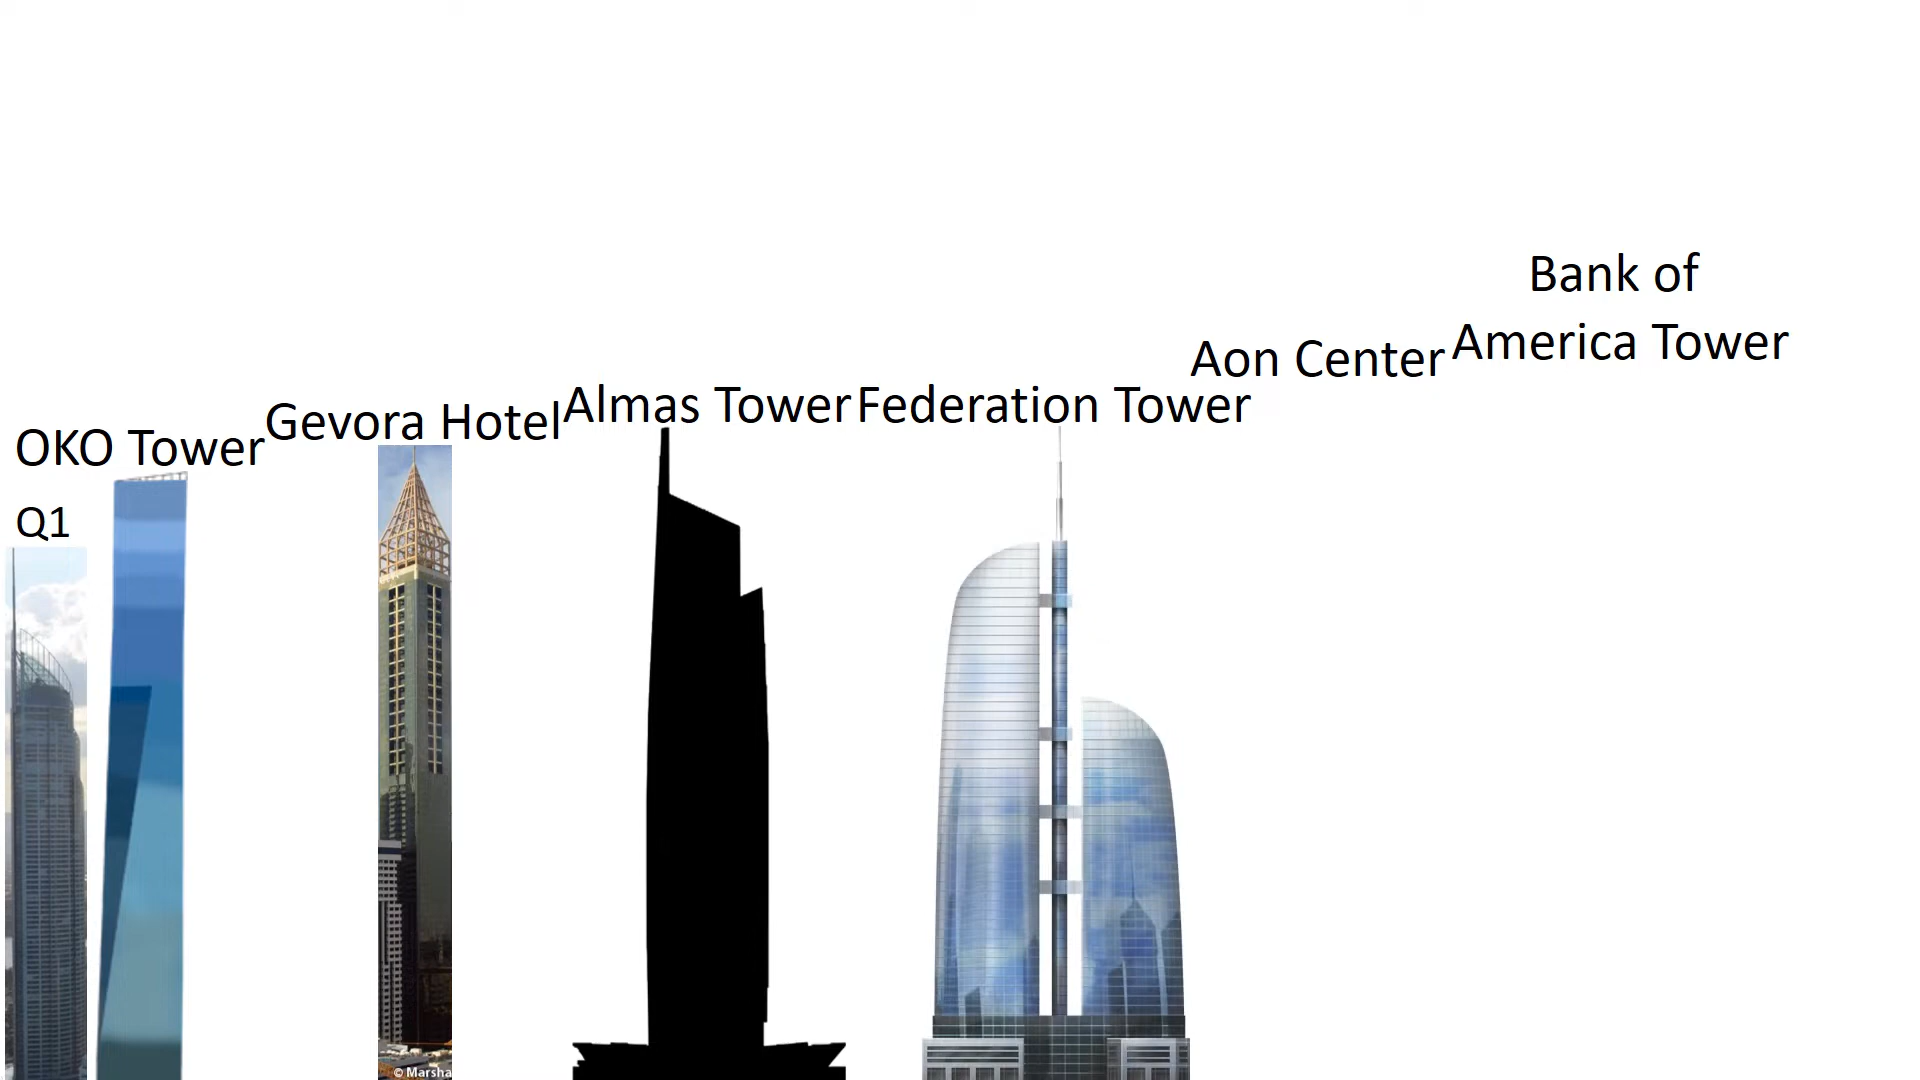 Bank of
America Tower
Aon Center
Almas Tower
Federation Tower
Gevora Hotel
OKO Tower
Q1
© Marsha